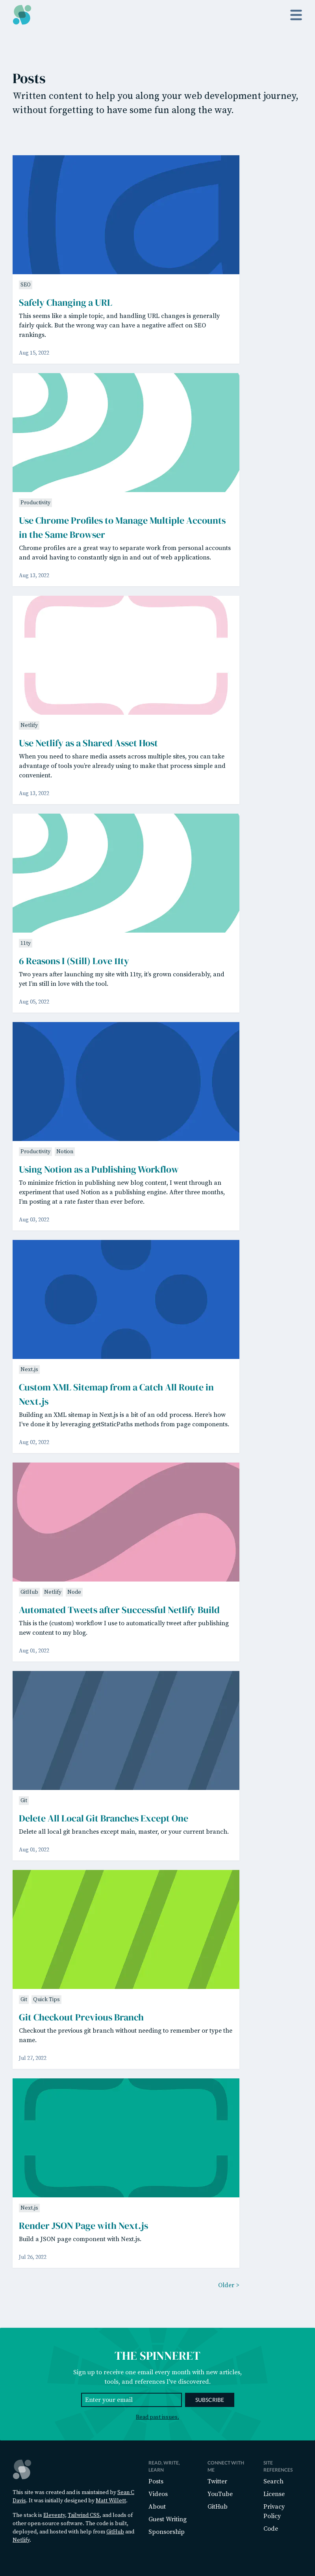 Posts
Written content to help you along your web development journey,
without forgetting to have some fun along the way.
SEO
Safely Changing a URL
This seems like a simple topic, and handling URL changes is generally
fairly quick. But the wrong way can have a negative affect on SEO
rankings.
Aug 15, 2022
Productivity
Use Chrome Profiles to Manage Multiple Accounts
in the Same Browser
Chrome profiles are a great way to separate work from personal accounts
and avoid having to constantly sign in and out of web applications.
Aug 13, 2022
Netlify
Use Netlify as a Shared Asset Host
When you need to share media assets across multiple sites, you can take
advantage of tools you're already using to make that process simple and
convenient.
Aug 13, 2022
11ty
6 Reasons I (Still) Love 11ty
Two years after launching my site with 11ty, it's grown considerably, and
yet I'm still in love with the tool.
Aug 05, 2022
Productivity Notion
Using Notion as a Publishing Workflow
To minimize friction in publishing new blog content, I went through an
experiment that used Notion as a publishing engine. After three months,
I'm posting at a rate faster than ever before.
Aug 03, 2022
Next.js
Custom XML Sitemap from a Catch All Route in
Next.js
Building an XML sitemap in Next.js is a bit of an odd process. Here's how
I've done it by leveraging getStaticPaths methods from page components.
Aug 02, 2022
GitHub Netlify Node
Automated Tweets after Successful Netlify Build
This is the (custom) workflow I use to automatically tweet after publishing
new content to my blog.
Aug 01, 2022
Git
Delete All Local Git Branches Except One
Delete all local git branches except main, master, or your current branch.
Aug 01, 2022
Git Quick Tips
Git Checkout Previous Branch
Checkout the previous git branch without needing to remember or type the
name.
Jul 27, 2022
Next.js
Render JSON Page with Next.js
Build a JSON page component with Next.js.
Jul 26, 2022
Older >
THE SPINNERET
Sign up to receive one email every month with new articles,
tools, and references I've discovered.
Enter your email
SUBSCRIBE
Read past issues.
This site was created and is maintained by Sean C
Davis. It was initially designed by Matt Willett.
The stack is Eleventy, Tailwind CSS, and loads of
other open-source software. The code is built,
deployed, and hosted with help from GitHub and
Netlify.
READ, WRITE,
LEARN
Posts
Videos
About
Guest Writing
Sponsorship
CONNECT WITH
ME
Twitter
YouTube
GitHub
SITE
REFERENCES
Search
License
Privacy
Policy
Code